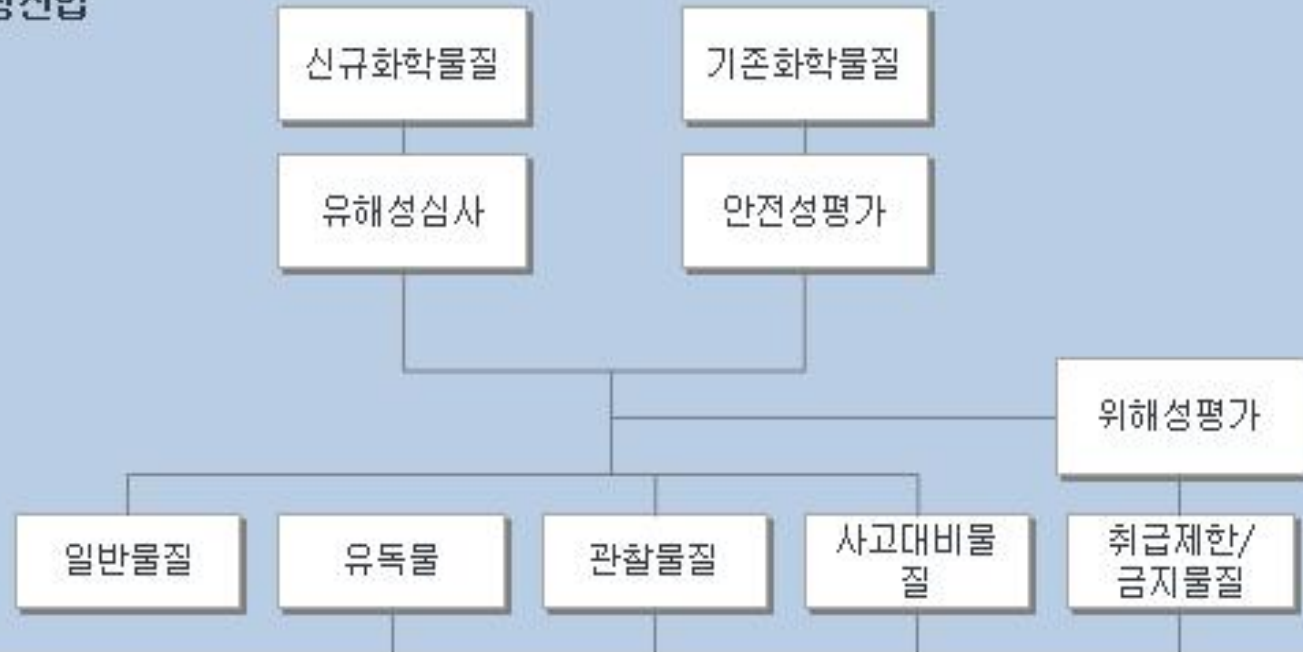 신규화학물질
기존화학물질
유해성심사
안전성평가
위해성평가
일반물질
유독물
관찰물질
사고대비물
질
취급제한/
금지물질